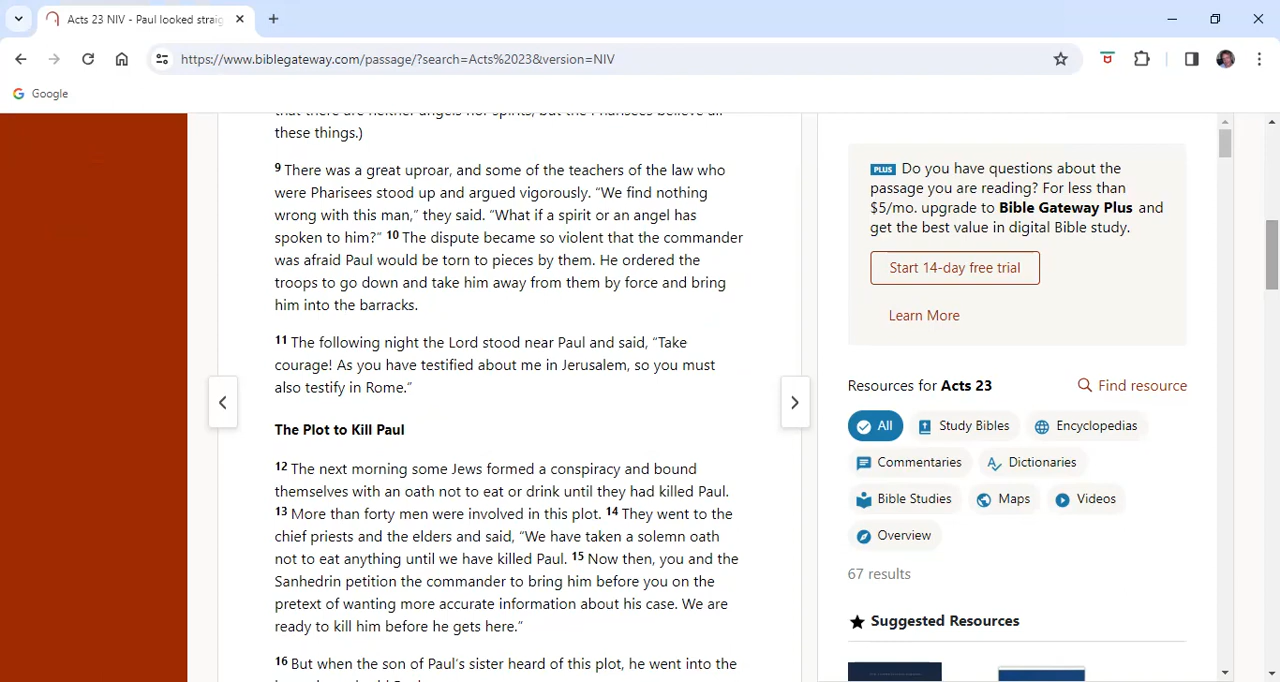 Acts 23 NIV - Paul looked straig
https://www.biblegateway.com/passage/?search=Acts%2023&version=NIV
Google
that there are neither angels nor spirits, but the Pharisees believe all
these things.)
9 There was a great uproar, and some of the teachers of the law who
were Pharisees stood up and argued vigorously. “We find nothing
wrong with this man,” they said. “What if a spirit or an angel has
spoken to him?” 10 The dispute became so violent that the commander
was afraid Paul would be torn to pieces by them. He ordered the
troops to go down and take him away from them by force and bring
him into the barracks.
11 The following night the Lord stood near Paul and said, “Take
courage! As you have testified about me in Jerusalem, so you must
also testify in Rome.”
The Plot to Kill Paul
12 The next morning some Jews formed a conspiracy and bound
themselves with an oath not to eat or drink until they had killed Paul.
13 More than forty men were involved in this plot. 14 They went to the
chief priests and the elders and said, “We have taken a solemn oath
not to eat anything until we have killed Paul. 15 Now then, you and the
Sanhedrin petition the commander to bring him before you on the
pretext of wanting more accurate information about his case. We are
ready to kill him before he gets here.”
16 But when the son of Paul’s sister heard of this plot, he went into the
PLUS Do you have questions about the
passage you are reading? For less than
$5/mo. upgrade to Bible Gateway Plus and
get the best value in digital Bible study.
Start 14-day free trial
Learn More
Resources for Acts 23 Find resource
All Study Bibles Encyclopedias
Commentaries Dictionaries
Bible Studies Maps Videos
Overview
67 results
Suggested Resources